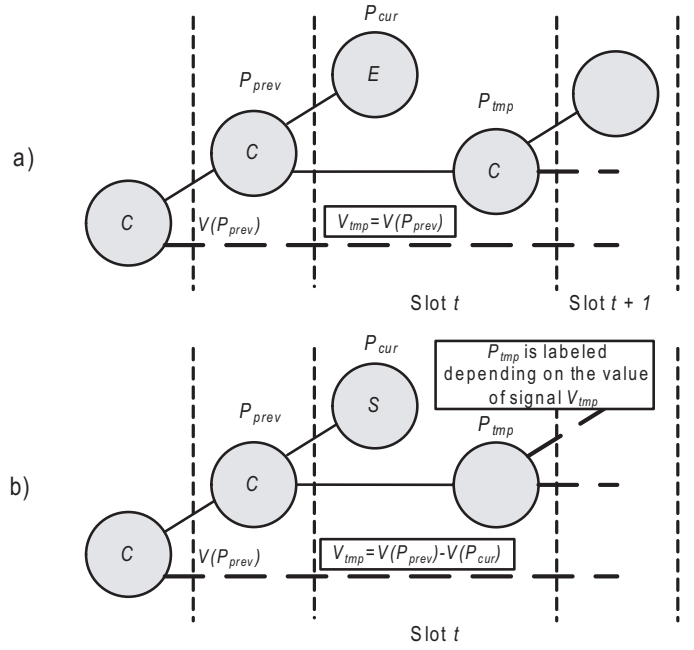 P_cur
P_prev
E
P_tmp
a)
C
C
C
V(P_prev)
V_tmp=V(P_prev)
Slot t
Slot t + 1
P_cur
P_tmp is labeled
depending on the value
of signal V_tmp
P_prev
S
P_tmp
b)
C
C
V(P_prev)
V_tmp=V(P_prev)-V(P_cur)
Slot t